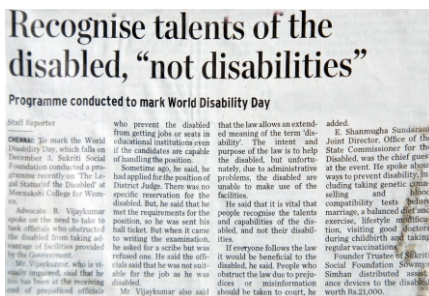 Recognise talents of the
disabled, “not disabilities”
Programme conducted to mark World Disability Day
Staff Reporter
CHENNAI: To mark the World
Disability Day, which falls on
December 3, Sukriti Social
Foundation conducted a pro-
gramme recently on 'The Le-
gal Status of the Disabled' at
Meenakshi College for Wom-
en.
Advocate B. Vijaykumar
spoke on the need to take to
task officials who obstructed
the disabled from taking ad-
vantage of facilities provided
by the Government.
Mr. Vijaykumar, who is vi-
sually impaired, said that he
too has been at the receiving
end of prejudiced officials
who prevent the disabled
from getting jobs or seats in
educational institutions even
if the candidates are capable
of handling the position.
Sometime ago, he said, he
had applied for the position of
District Judge. There was no
specific reservation for the
disabled. But, he said that he
met the requirements for the
position, so he was sent his
hall ticket. But when it came
to writing the examination,
he asked for a scribe but was
refused one. He said the offi-
cials said that he was not suit-
able for the job as he was
disabled.
Mr. Vijaykumar also said
that the law allows an extend-
ed meaning of the term 'dis-
ability'. The intent and
purpose of the law is to help
the disabled, but unfortu-
nately, due to administrative
problems, the disabled are
unable to make use of the
facilities.
He said that it is vital that
people recognise the talents
and capabilities of the dis-
abled, and not their disabil-
ities.
If everyone follows the law
it would be beneficial to the
disabled, he said. People who
obstruct the law due to preju-
dices or misinformation
should be taken to court, he
added.
E. Shanmugha Sundaram
Joint Director, Office of the
State Commissioner for the
Disabled, was the chief guest
at the event. He spoke about
ways to prevent disability, in-
cluding taking genetic coun-
selling and blood
compatibility tests before
marriage, a balanced diet and
exercise, lifestyle modifica-
tion, visiting good doctors
during childbirth and taking
regular vaccinations.
Founder Trustee of Sukriti
Social Foundation Sowmya
Simhan distributed assist-
ance devices to the disabled
worth Rs.21,000.